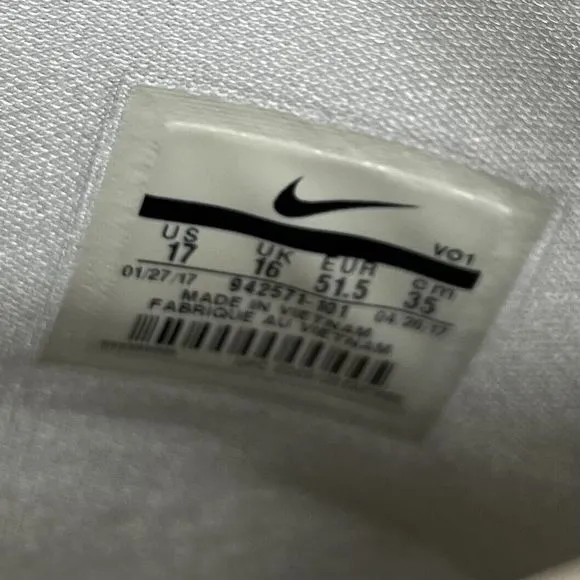 VO1
US UK EUR cm
17 16 51.5 35
01/27/17 942571-101 04/26/17
MADE IN VIETNAM
FABRIQUE AU VIETNAM